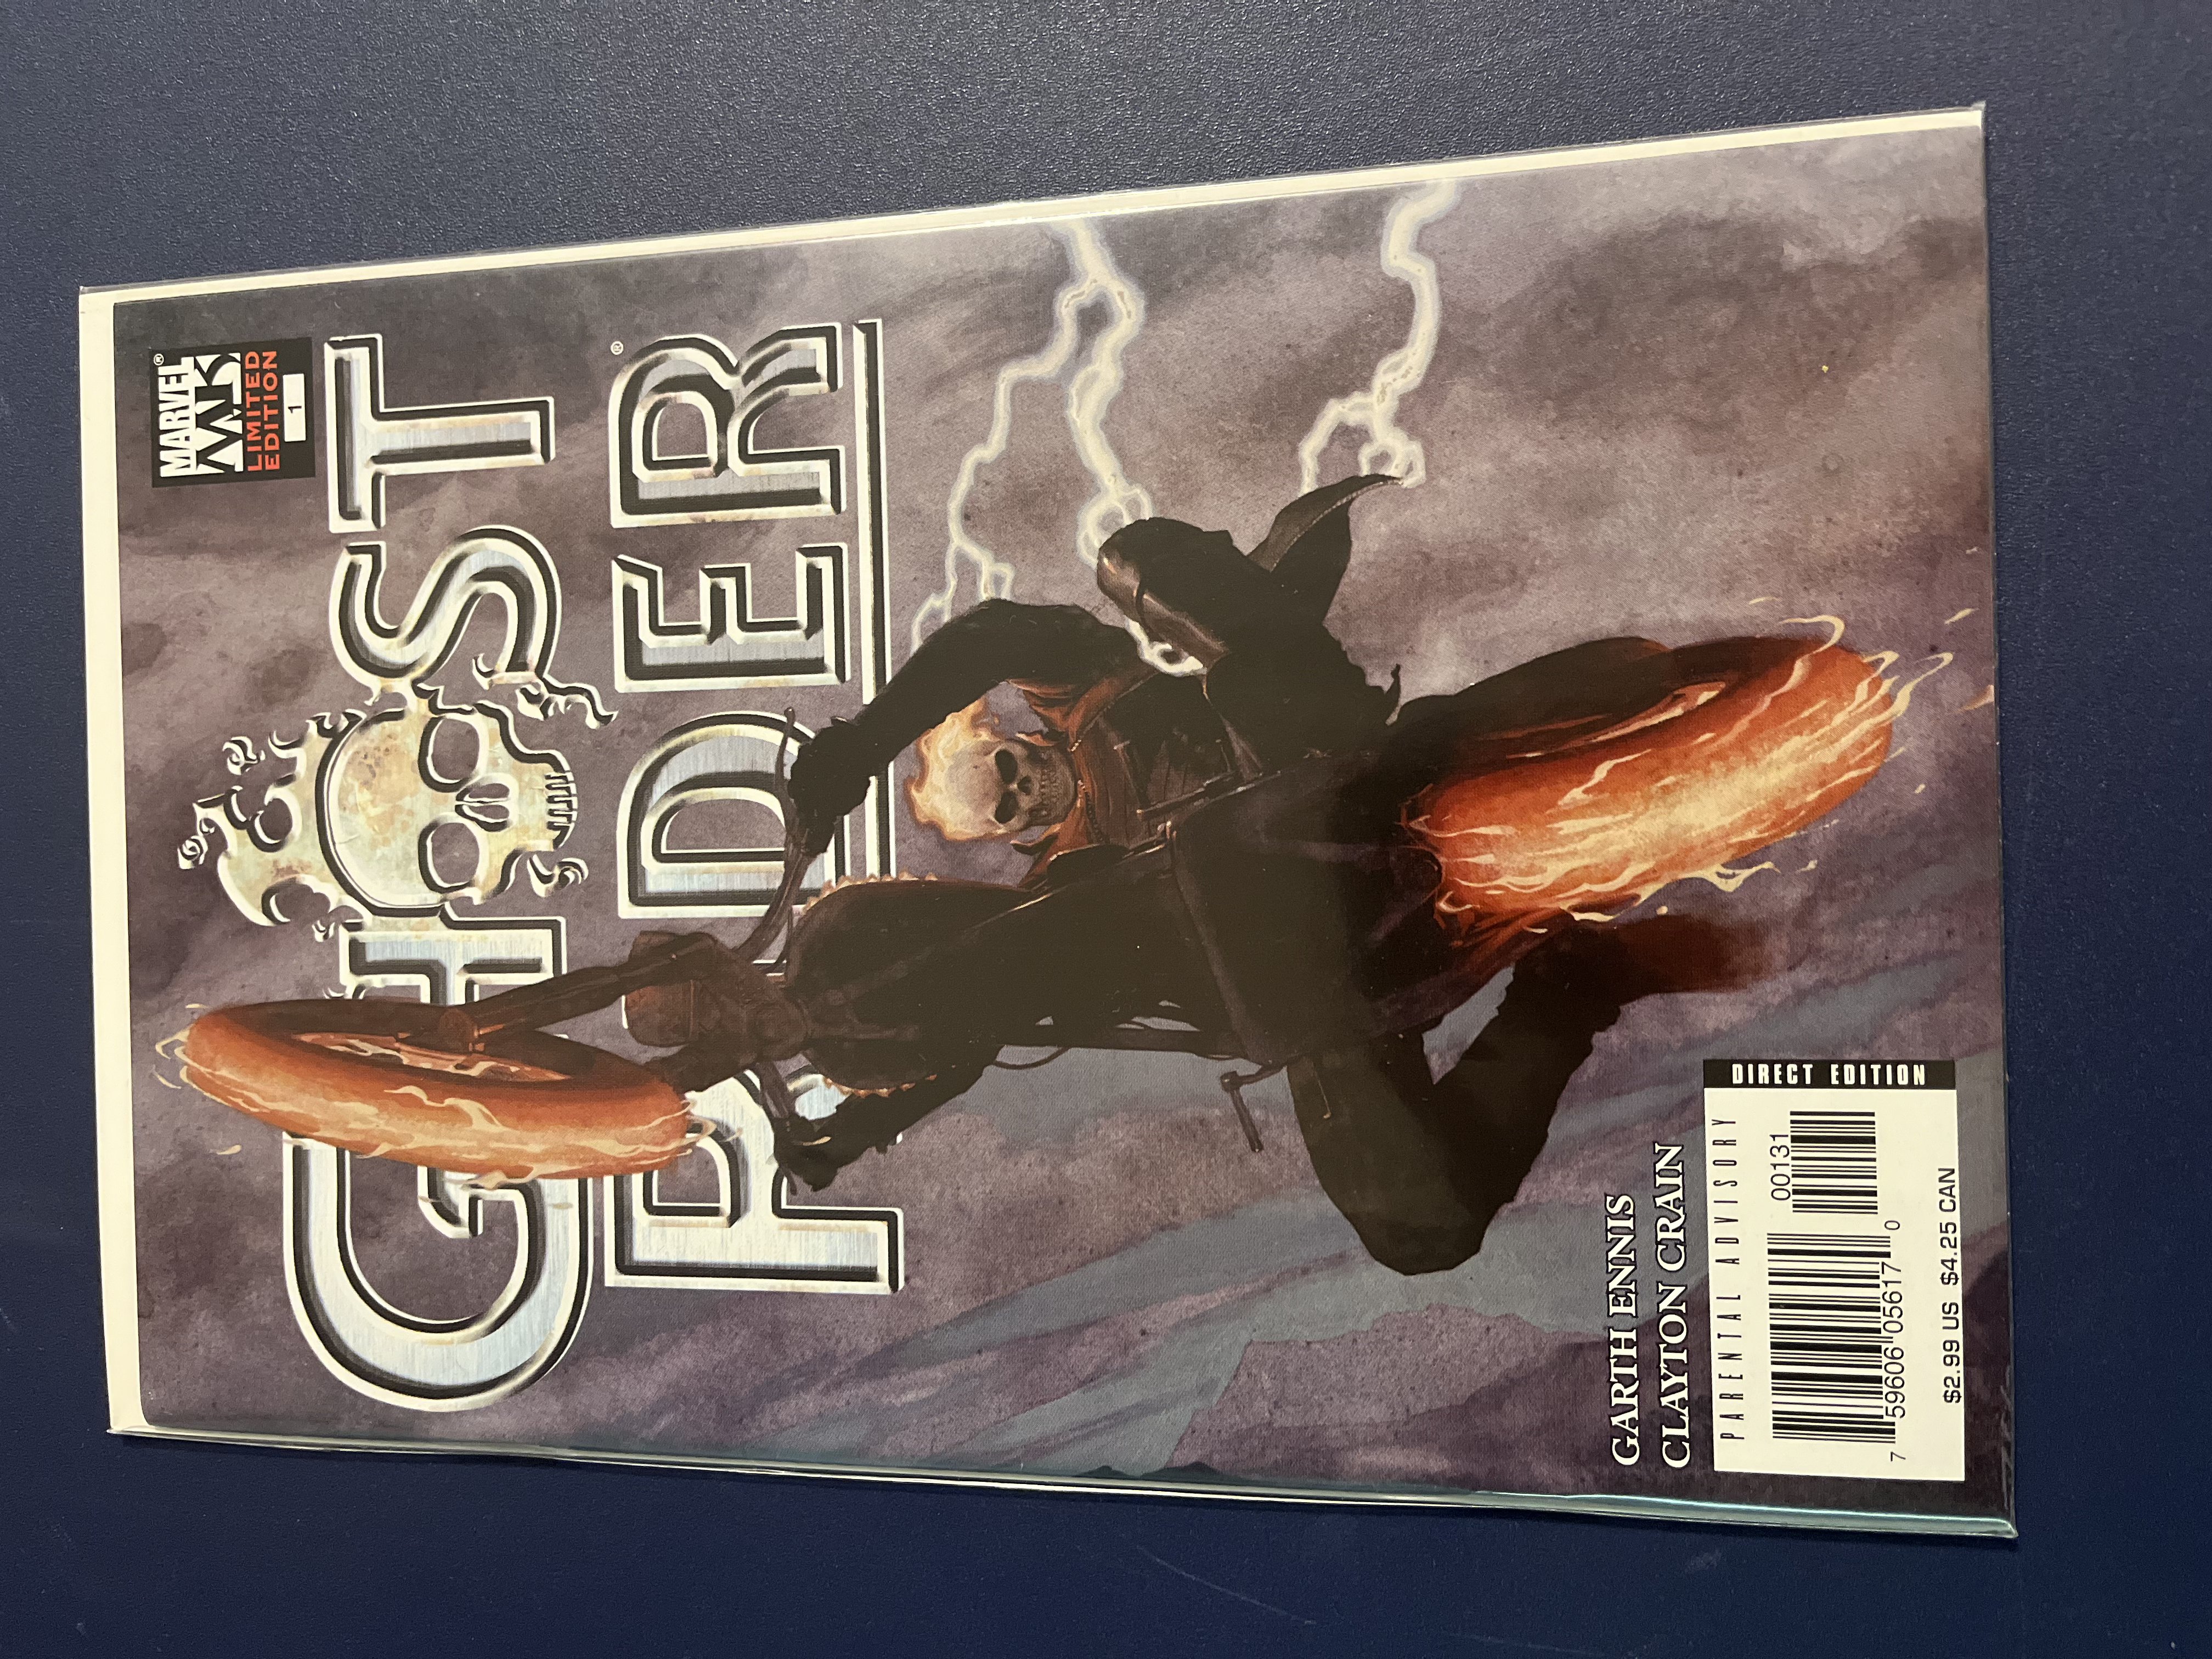 MARVEL®
MK
LIMITED
EDITION
1
GHOST
RIDER®
GARTH ENNIS
CLAYTON CRAIN
PARENTAL ADVISORY
DIRECT EDITION
00131
7 59606 05617 0
$2.99 US $4.25 CAN